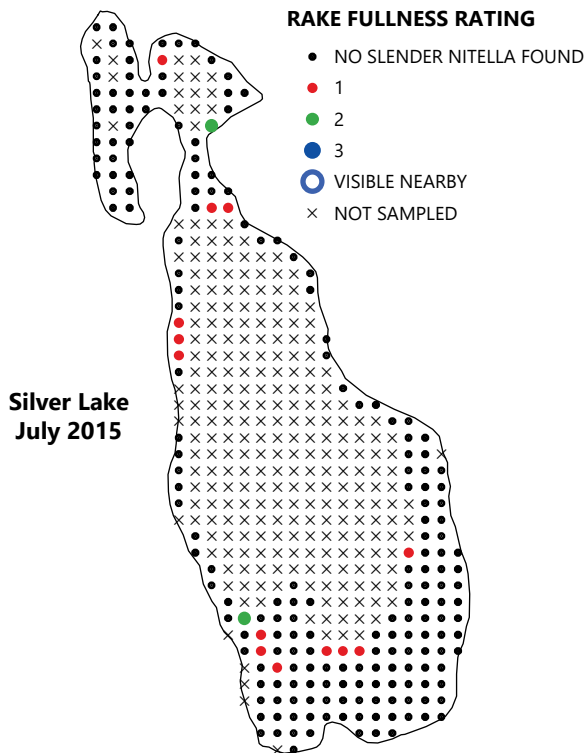 RAKE FULLNESS RATING
NO SLENDER NITELLA FOUND
1
2
3
VISIBLE NEARBY
NOT SAMPLED
Silver Lake
July 2015